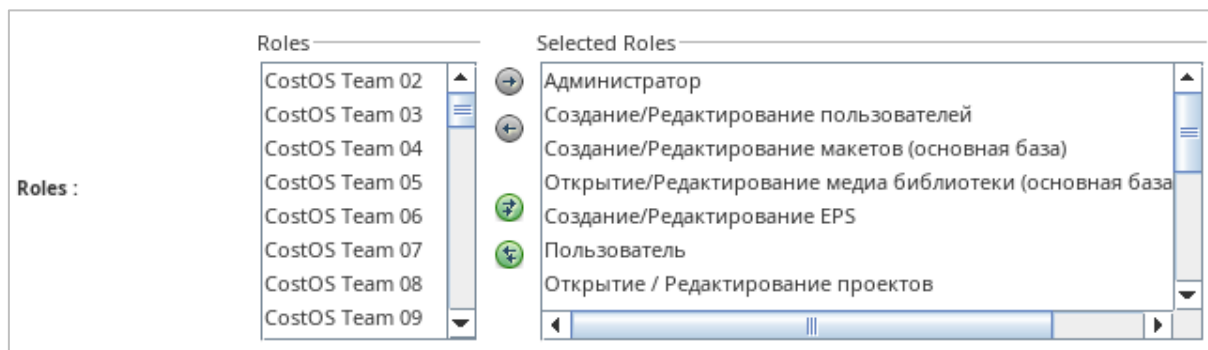 Roles
Selected Roles
Roles :
CostOS Team 02
CostOS Team 03
CostOS Team 04
CostOS Team 05
CostOS Team 06
CostOS Team 07
CostOS Team 08
CostOS Team 09
Администратор
Создание/Редактирование пользователей
Создание/Редактирование макетов (основная база)
Открытие/Редактирование медиа библиотеки (основная база
Создание/Редактирование EPS
Пользователь
Открытие / Редактирование проектов